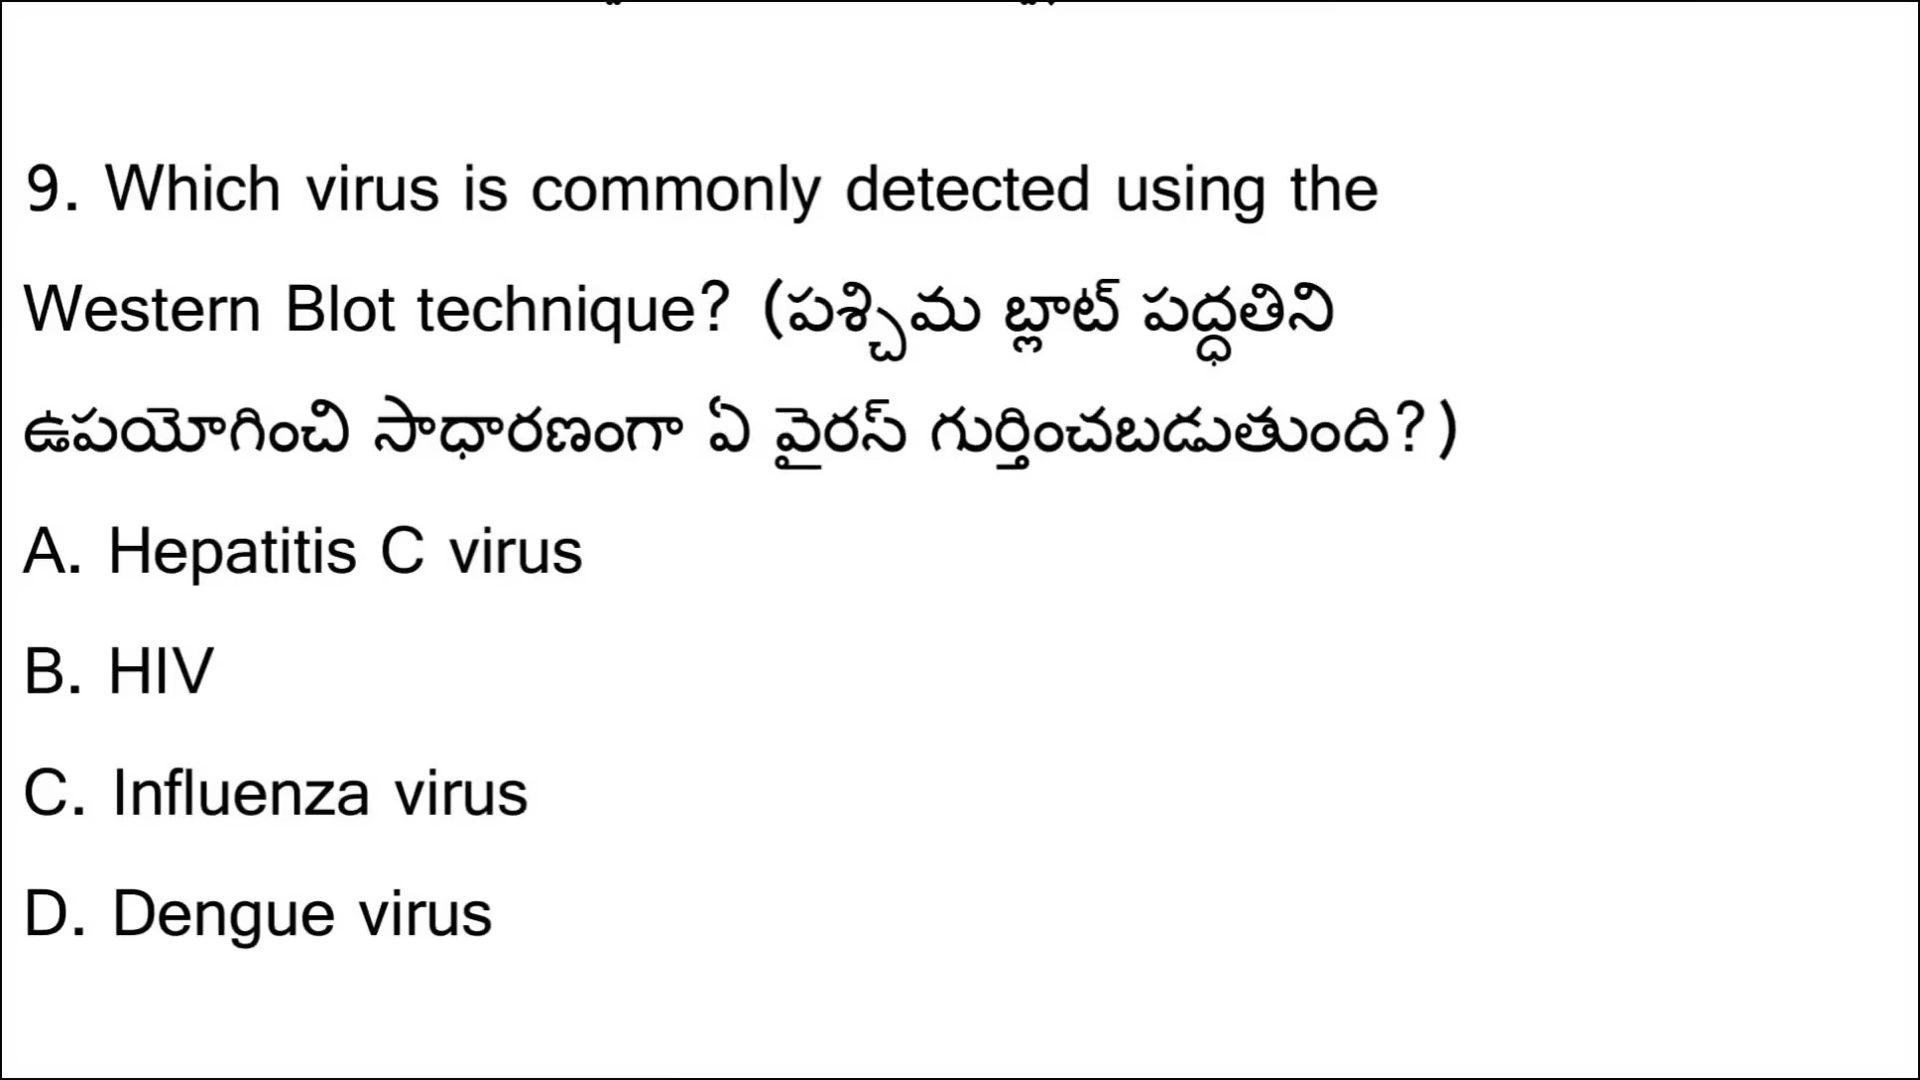 9. Which virus is commonly detected using the
Western Blot technique? (పశ్చిమ బ్లాట్ పద్ధతిని
ఉపయోగించి సాధారణంగా ఏ వైరస్ గుర్తించబడుతుంది?)
A. Hepatitis C virus
B. HIV
C. Influenza virus
D. Dengue virus